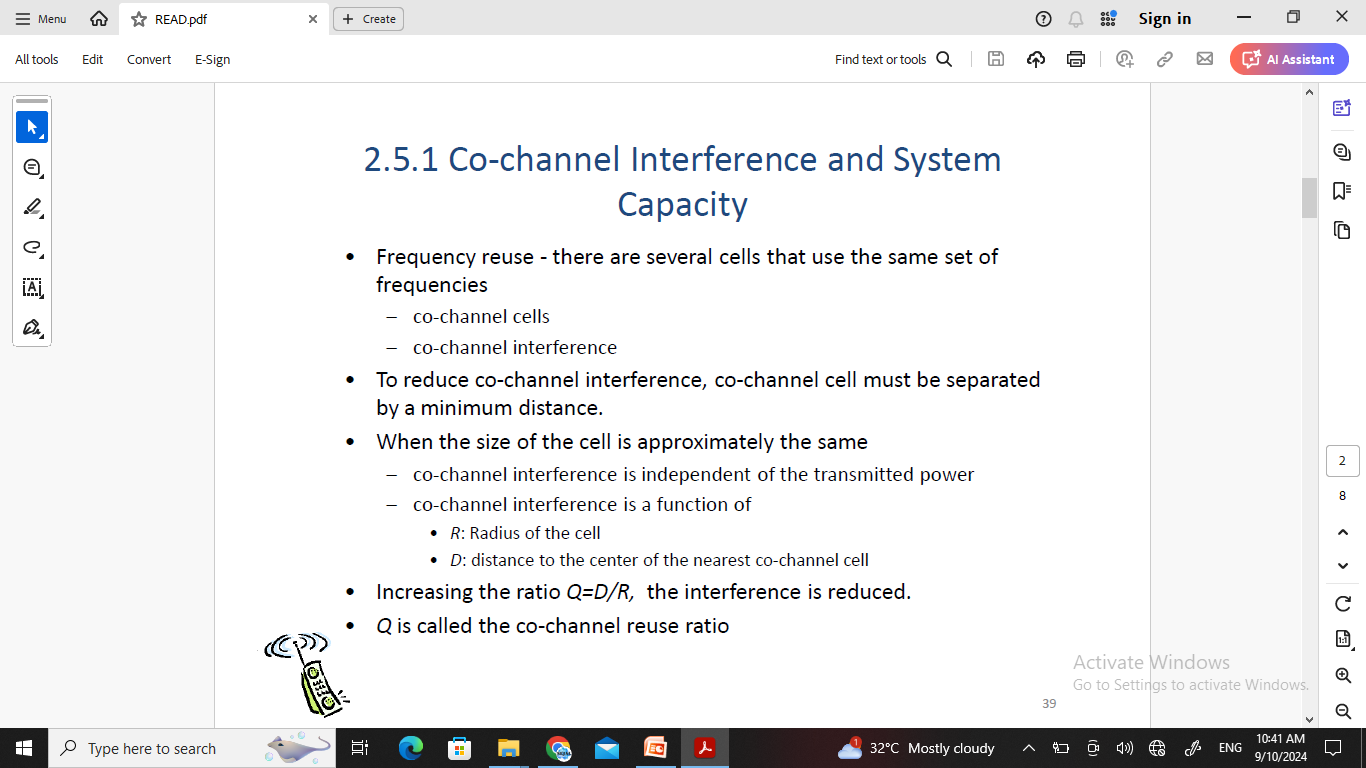 Menu
READ.pdf
Create
Sign in
All tools
Edit
Convert
E-Sign
Find text or tools
AI Assistant
2.5.1 Co-channel Interference and System
Capacity
• Frequency reuse - there are several cells that use the same set of
frequencies
– co-channel cells
– co-channel interference
• To reduce co-channel interference, co-channel cell must be separated
by a minimum distance.
• When the size of the cell is approximately the same
– co-channel interference is independent of the transmitted power
– co-channel interference is a function of
• R: Radius of the cell
• D: distance to the center of the nearest co-channel cell
• Increasing the ratio Q=D/R, the interference is reduced.
• Q is called the co-channel reuse ratio
39
2
8
1:1
Activate Windows
Go to Settings to activate Windows.
Type here to search
1
32°C Mostly cloudy
ENG
10:41 AM
9/10/2024